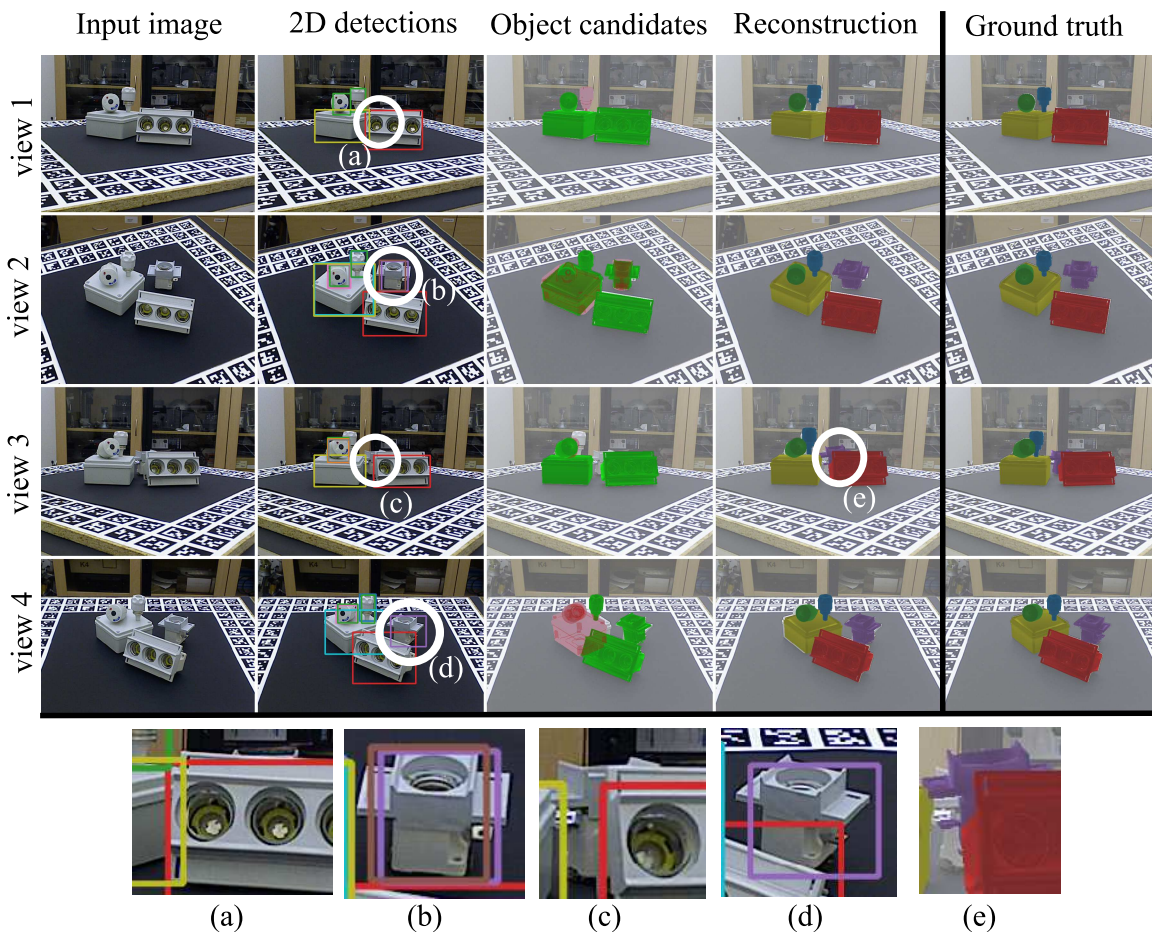 Input image 2D detections Object candidates Reconstruction Ground truth
view 1
(a)
view 2
(b)
view 3
(c)
(e)
view 4
(d)
(a) (b) (c) (d) (e)